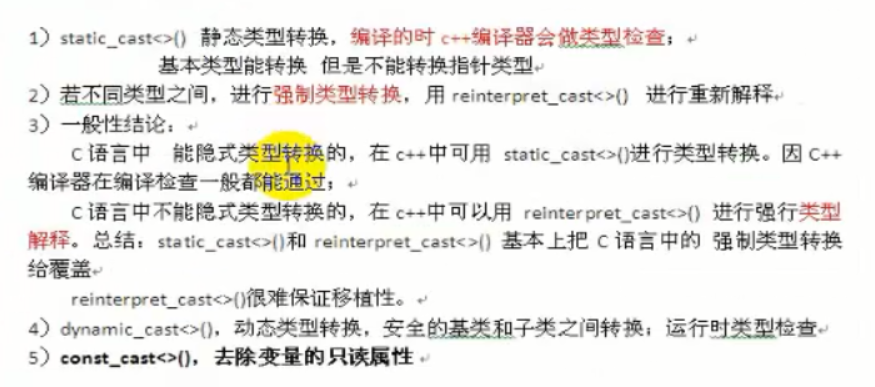 1）static_cast<>() 静态类型转换，编译的时 c++编译器会做类型检查；
基本类型能转换 但是不能转换指针类型
2）若不同类型之间，进行强制类型转换，用 reinterpret_cast<>() 进行重新解释
3）一般性结论：
C 语言中 能隐式类型转换的，在 c++中可用 static_cast<>()进行类型转换。因 C++
编译器在编译检查一般都能通过；
C 语言中不能隐式类型转换的，在 c++中可以用 reinterpret_cast<>() 进行强行类型
解释。总结：static_cast<>()和 reinterpret_cast<>() 基本上把 C 语言中的 强制类型转换
给覆盖
reinterpret_cast<>()很难保证移植性。
4）dynamic_cast<>()，动态类型转换，安全的基类和子类之间转换；运行时类型检查
5）const_cast<>()，去除变量的只读属性